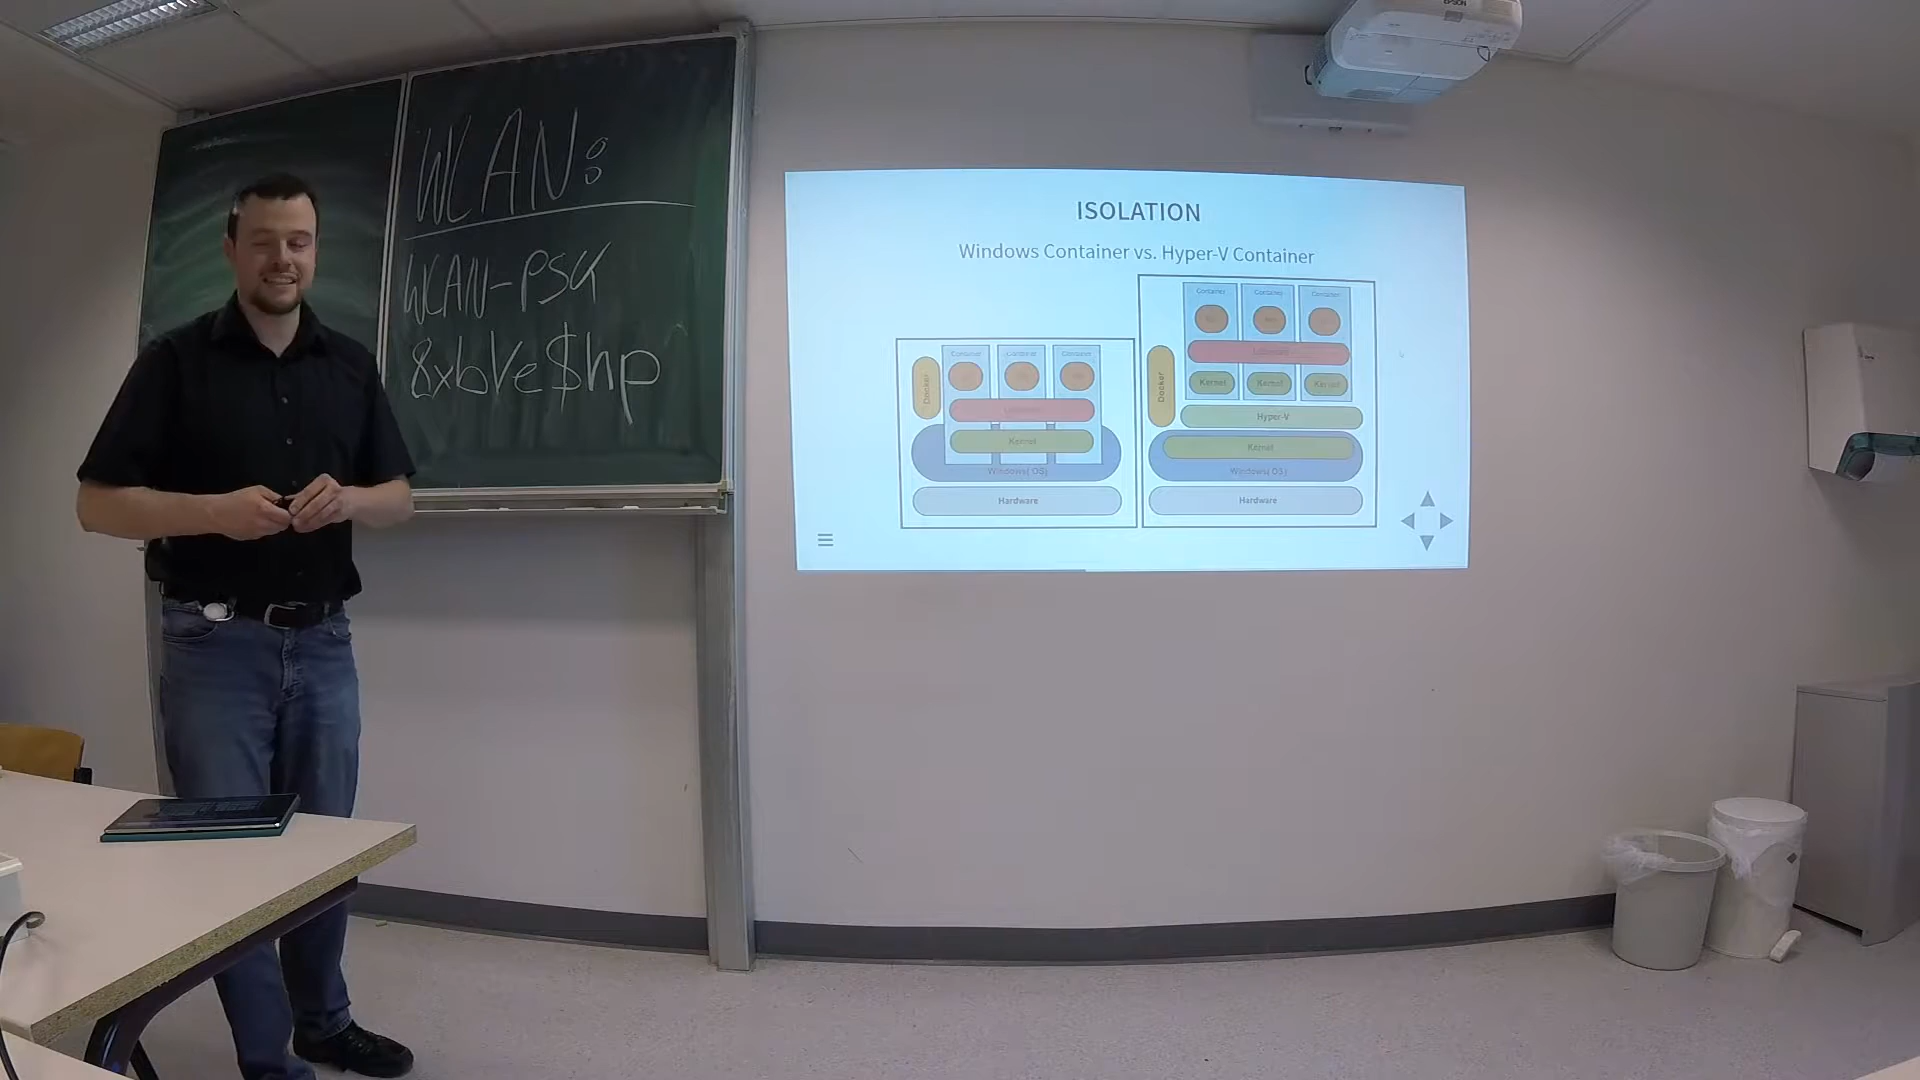 WLAN:
WLAN-PSK
8xbVe$hp
EPSON
ISOLATION
Windows Container vs. Hyper-V Container
Container Container Container
Docker
Kernel
Windows(OS)
Hardware
Container Container Container
Docker
Kernel Kernel Kernel
Hyper-V
Kernel
Windows(OS)
Hardware